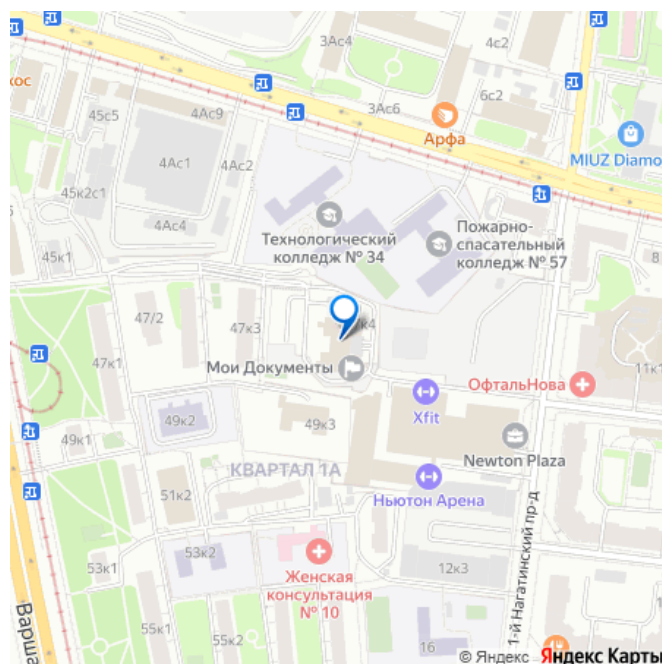 3Ас4
4с2
кос
45с5
4Ас9
3Ас6
6с2
Арфа
4Ас1
4Ас2
MIUZ Diamo
45к2с1
4Ас4
Технологический
колледж № 34
Пожарно-
спасательный
колледж № 57
45к1
8
47/2
47к3
к4
47к1
Мои Документы
ОфтальНова
11к1
Xfit
49к2
49к3
49к1
Newton Plaza
КВАРТАЛ 1А
Ньютон Арена
51к2
53к2
53к1
Женская
консультация
№ 10
12к3
1-й Нагатинский пр-д
Варша
55к1
55к2
16
© Яндекс Яндекс Карты